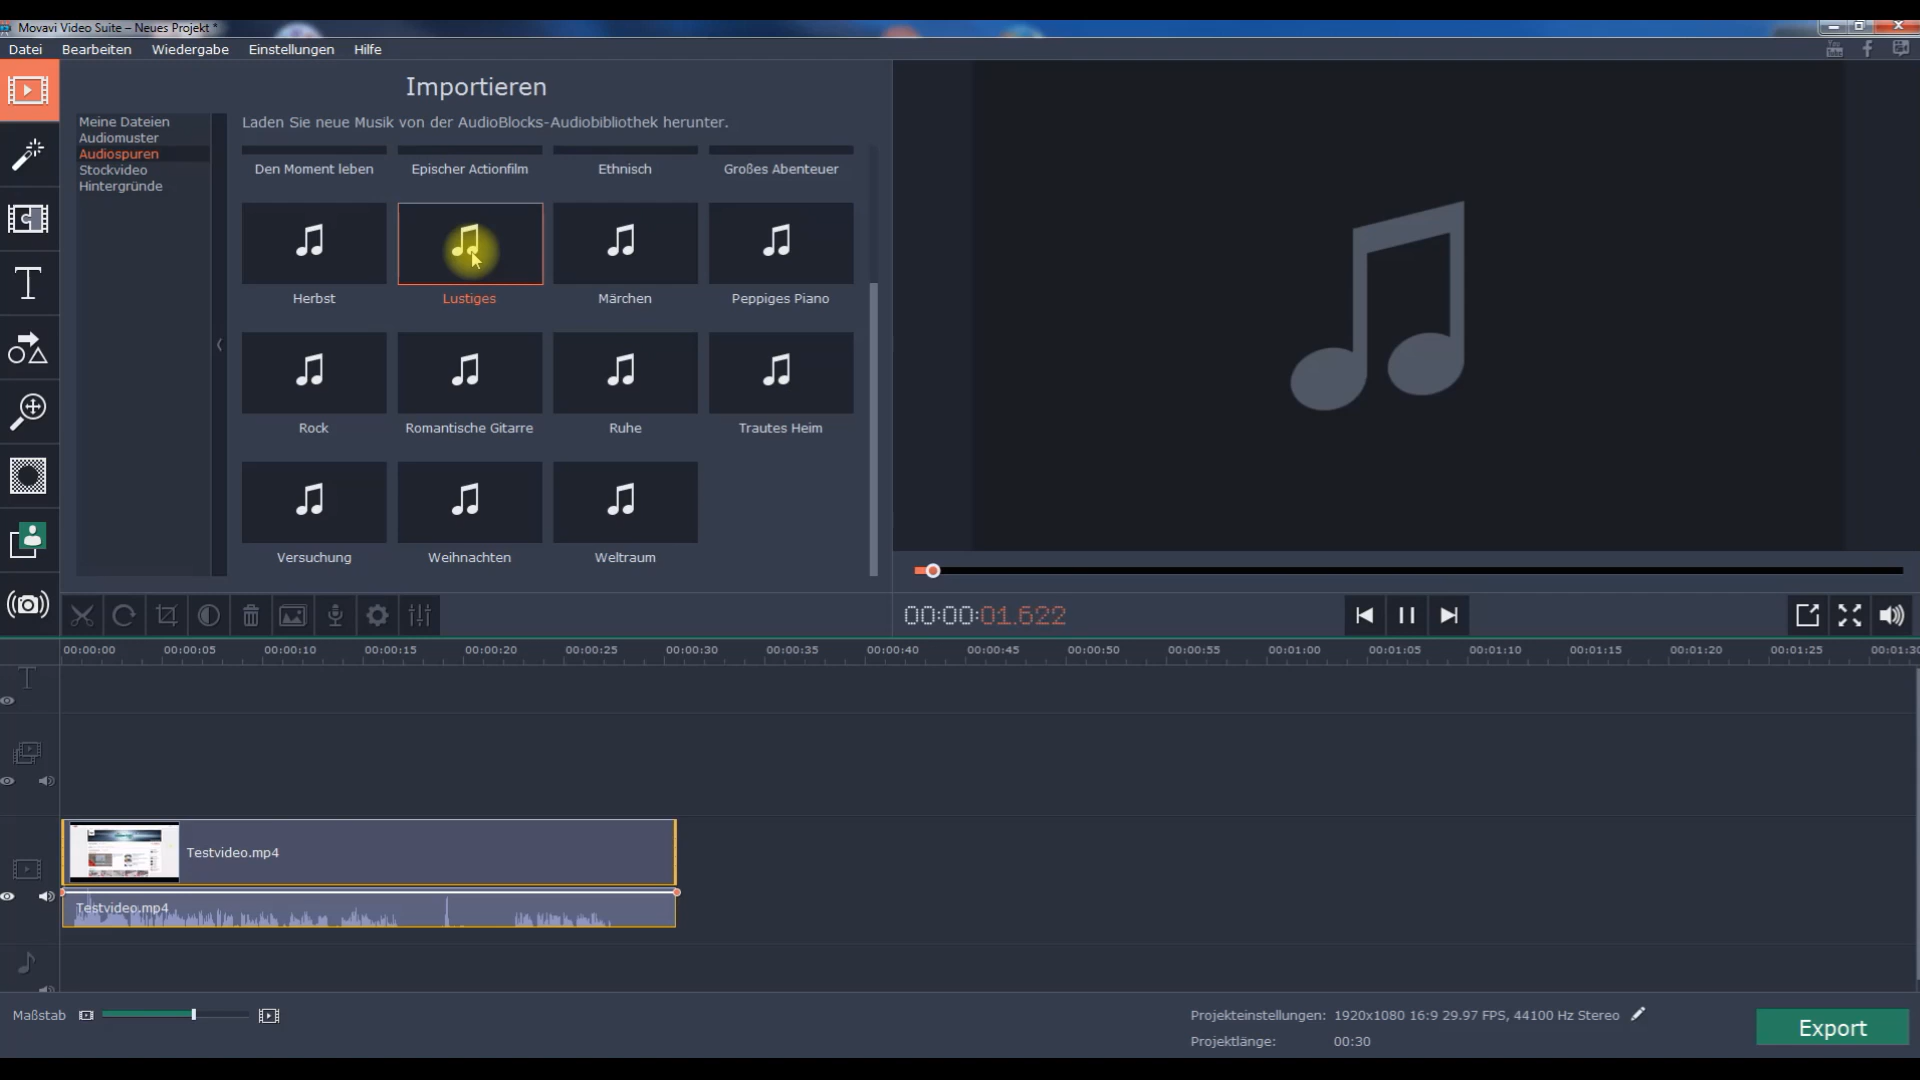 Movavi Video Suite – Neues Projekt *
Datei Bearbeiten Wiedergabe Einstellungen Hilfe
Importieren
Meine Dateien
Audiomuster
Audiospuren
Stockvideo
Hintergründe
Laden Sie neue Musik von der AudioBlocks-Audiobibliothek herunter.
Den Moment leben Epischer Actionfilm Ethnisch Großes Abenteuer
Herbst Lustiges Märchen Peppiges Piano
Rock Romantische Gitarre Ruhe Trautes Heim
Versuchung Weihnachten Weltraum
00:00:01.622
00:00:00 00:00:05 00:00:10 00:00:15 00:00:20 00:00:25 00:00:30 00:00:35 00:00:40 00:00:45 00:00:50 00:00:55 00:01:00 00:01:05 00:01:10 00:01:15 00:01:20 00:01:25 00:01:30
Testvideo.mp4
Testvideo.mp4
Maßstab
Projekteinstellungen: 1920x1080 16:9 29.97 FPS, 44100 Hz Stereo
Projektlänge: 00:30
Export